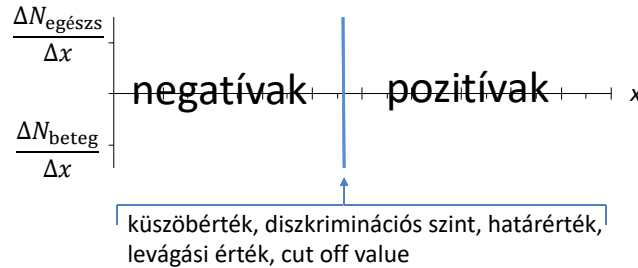 ΔN_egészs
Δx
negatívak
pozitívak
x
ΔN_beteg
Δx
küszöbérték, diszkriminációs szint, határérték,
levágási érték, cut off value